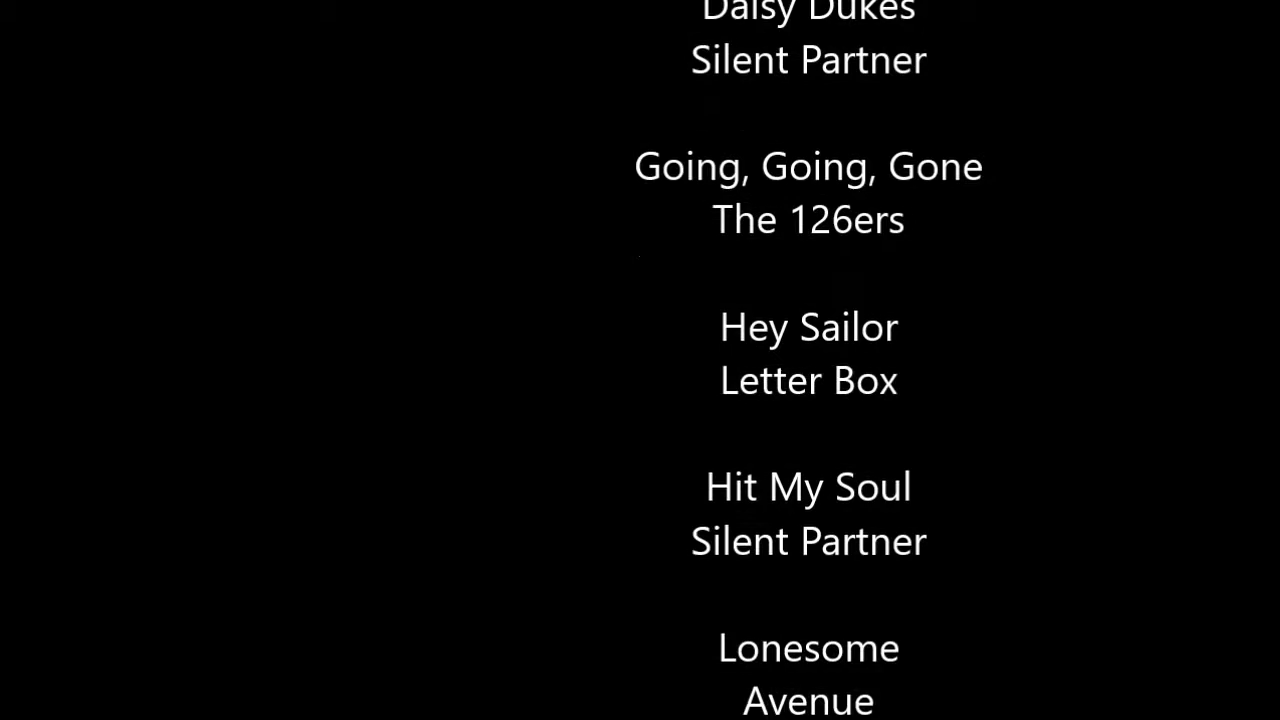 Daisy Dukes
Silent Partner
Going, Going, Gone
The 126ers
Hey Sailor
Letter Box
Hit My Soul
Silent Partner
Lonesome
Avenue